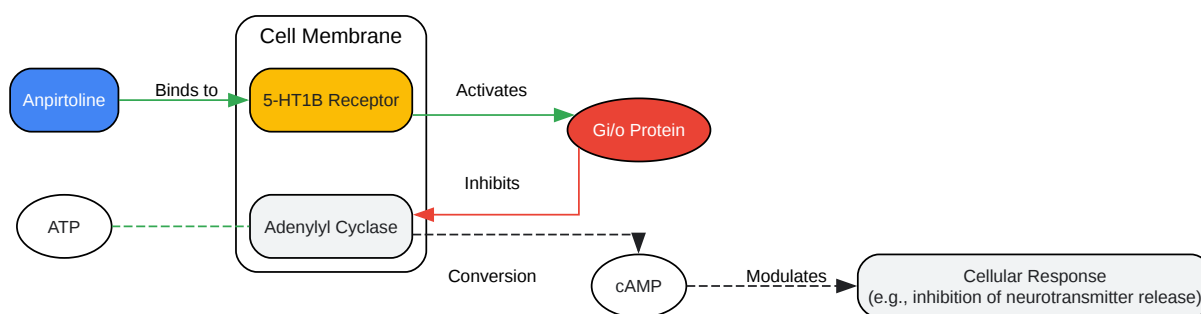 Cell Membrane
Anpirtoline
Binds to
5-HT1B Receptor
Activates
Gi/o Protein
Inhibits
ATP
Adenylyl Cyclase
Conversion
cAMP
Modulates
Cellular Response
(e.g., inhibition of neurotransmitter release)